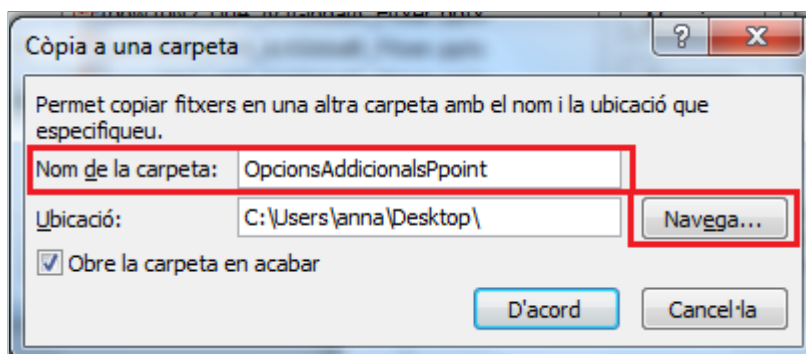 Còpia a una carpeta
Permet copiar fitxers en una altra carpeta amb el nom i la ubicació que
especifiqueu.
Nom de la carpeta: OpcionsAddicionalsPpoint
Ubicació: C:\Users\anna\Desktop\ Navega...
Obre la carpeta en acabar
D'acord Cancel·la